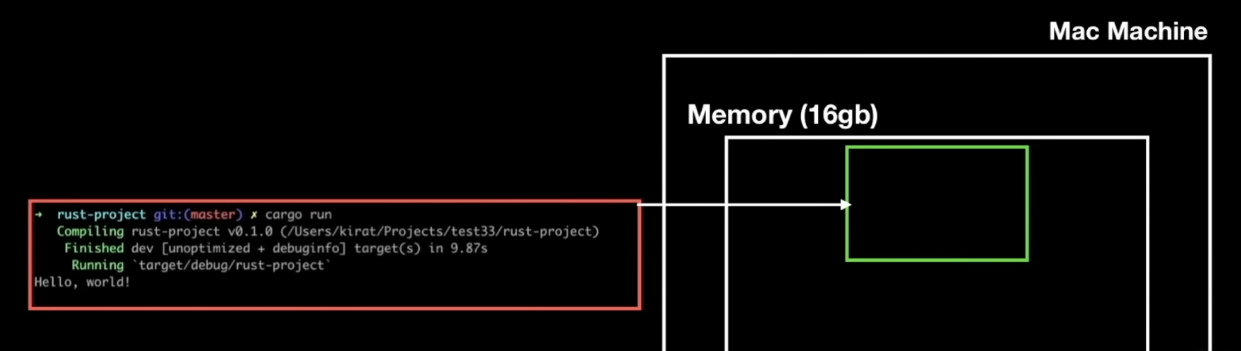 Mac Machine
Memory (16gb)
➜ rust-project git:(master) ✗ cargo run
Compiling rust-project v0.1.0 (/Users/kirat/Projects/test33/rust-project)
Finished dev [unoptimized + debuginfo] target(s) in 9.87s
Running `target/debug/rust-project`
Hello, world!